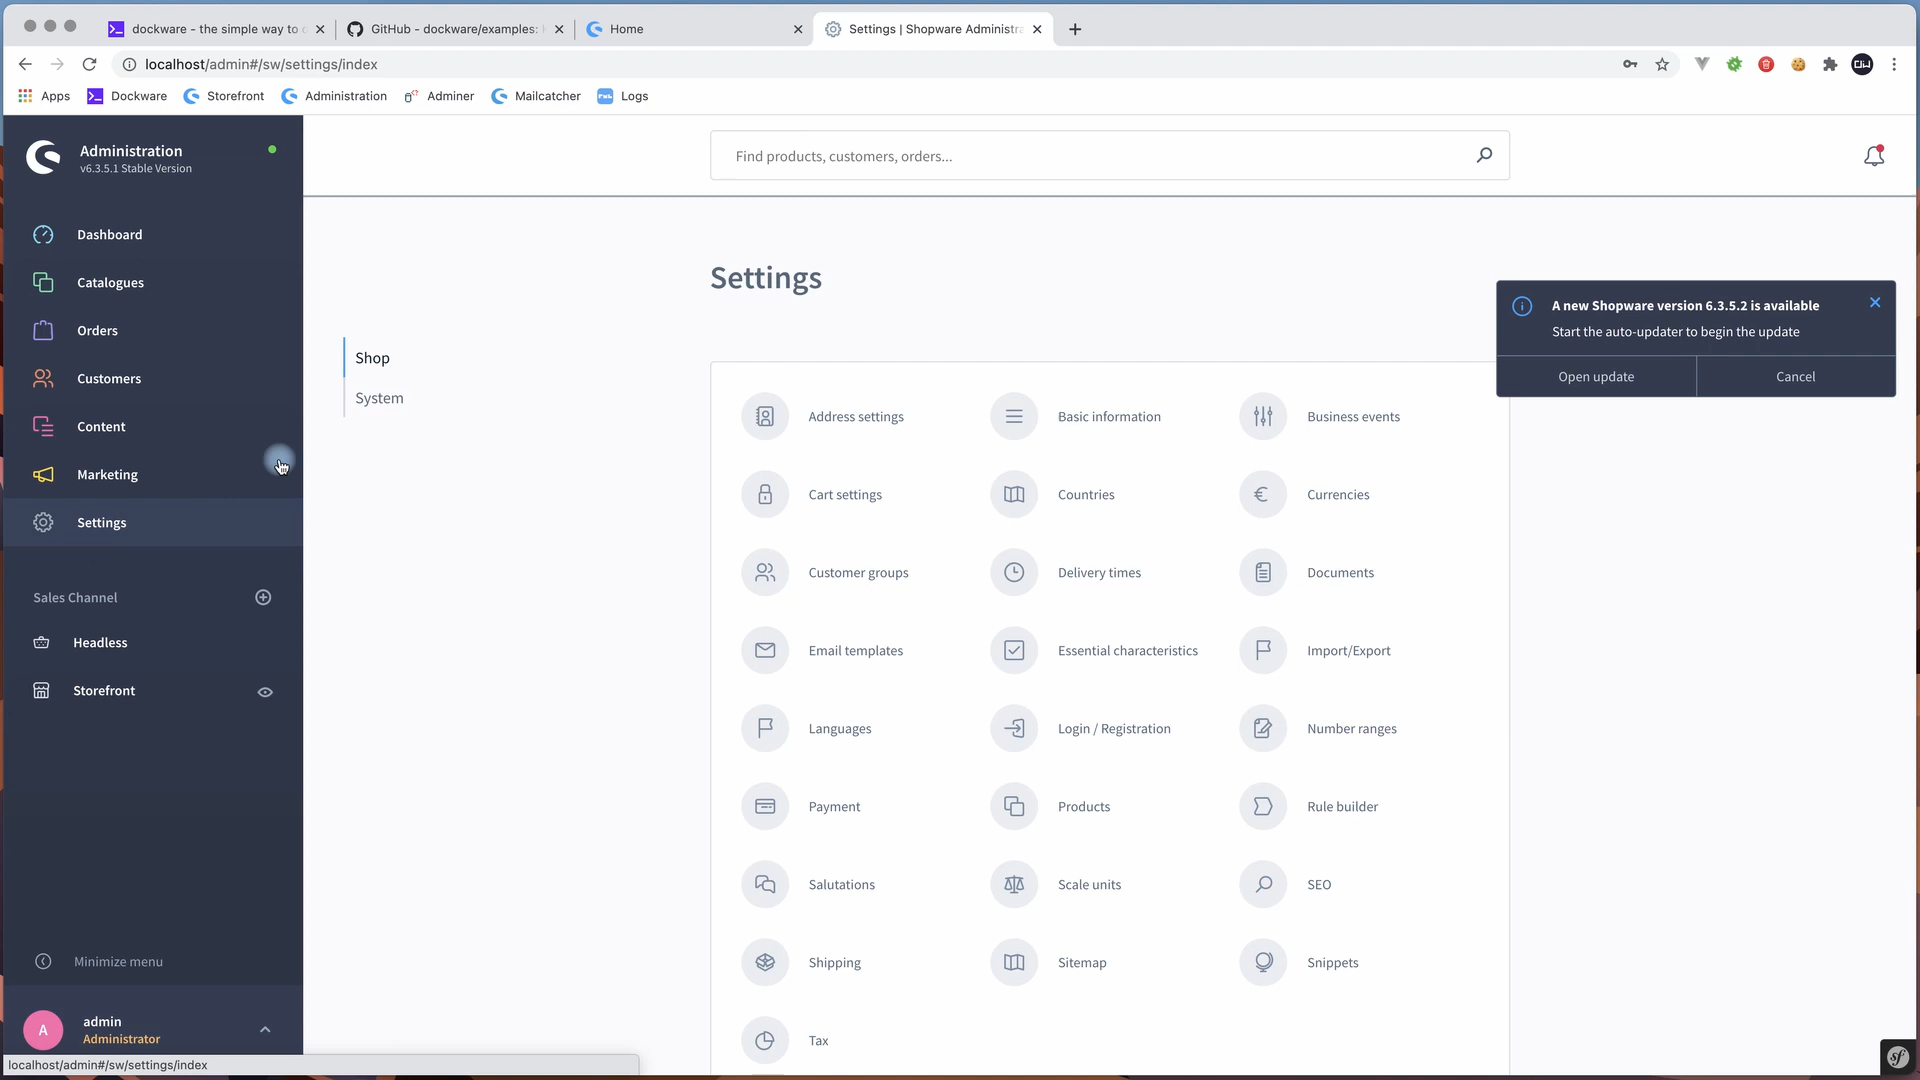 dockware - the simple way to
GitHub - dockware/examples:
Home
Settings | Shopware Administra
localhost/admin#/sw/settings/index
Apps
Dockware
Storefront
Administration
Adminer
Mailcatcher
Logs
Administration
v6.3.5.1 Stable Version
Find products, customers, orders...
Dashboard
Catalogues
Orders
Customers
Content
Marketing
Settings
Sales Channel
Headless
Storefront
Minimize menu
A
admin
Administrator
Settings
Shop
System
A new Shopware version 6.3.5.2 is available
Start the auto-updater to begin the update
Open update
Cancel
Address settings
Basic information
Business events
Cart settings
Countries
Currencies
Customer groups
Delivery times
Documents
Email templates
Essential characteristics
Import/Export
Languages
Login / Registration
Number ranges
Payment
Products
Rule builder
Salutations
Scale units
SEO
Shipping
Sitemap
Snippets
Tax
localhost/admin#/sw/settings/index
sf